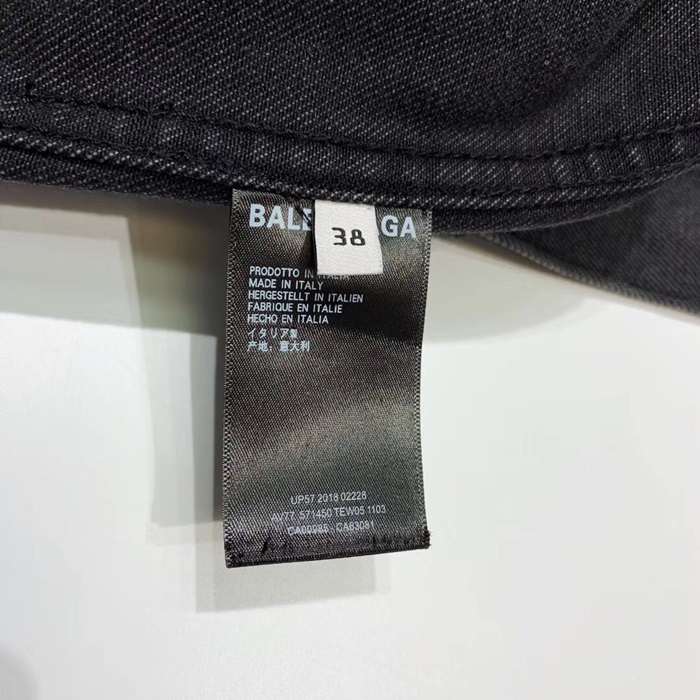 BALE GA
38
PRODOTTO IN ITALIA
MADE IN ITALY
HERGESTELLT IN ITALIEN
FABRIQUE EN ITALIE
HECHO EN ITALIA
イタリア製
产地：意大利
UP57 2018 02228
AV77 571450 TEW05 1103
CA00985 - CA63081